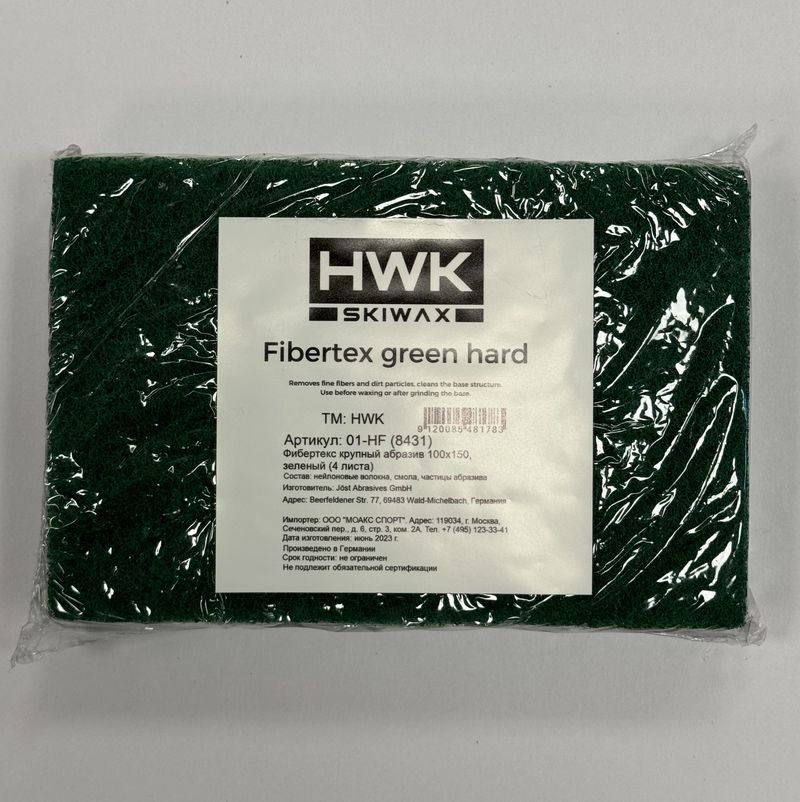 HWK
SKIWAX
Fibertex green hard
Removes fine fibers and dirt particles, cleans the base structure.
Use before waxing or after grinding the base.
TM: HWK
9120085481783
Артикул: 01-HF (8431)
Фибертекс крупный абразив 100x150,
зеленый (4 листа)
Состав: нейлоновые волокна, смола, частицы абразива
Изготовитель: Jöst Abrasives GmbH
Адрес: Beerfeldener Str. 77, 69483 Wald-Michelbach, Германия
Импортер: ООО "МОАКС СПОРТ", Адрес: 119034, г. Москва,
Сеченовский пер., д. 6, стр. 3, ком. 2А. Тел. +7 (495) 123-33-41
Дата изготовления: июнь 2023 г.
Произведено в Германии
Срок годности: не ограничен
Не подлежит обязательной сертификации